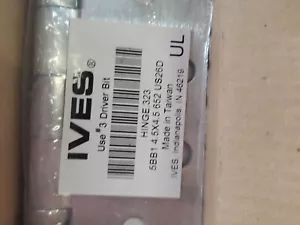 IVES®
Use #3 Driver Bit
HINGE 323
5BB1 4.5X4.5 652 US26D
Made in Taiwan
IVES, Indianapolis, IN 46219
UL